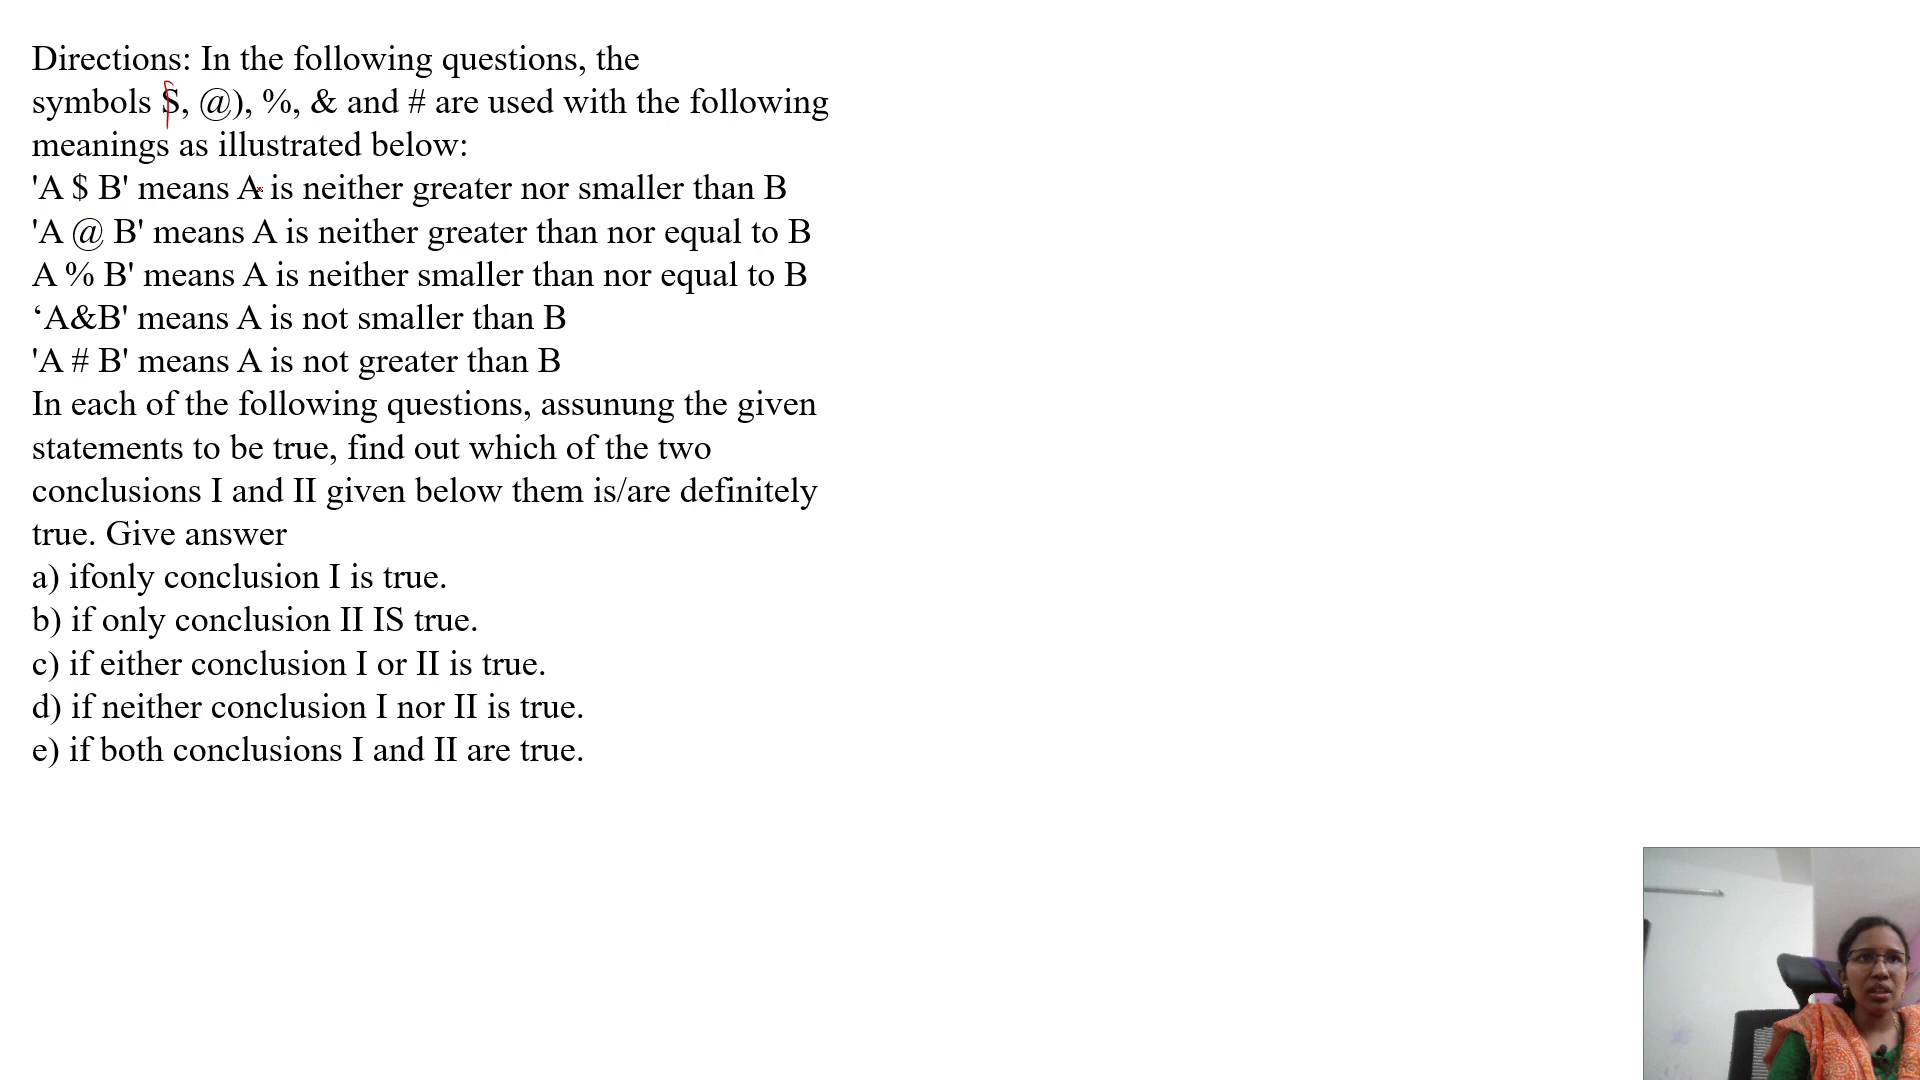 Directions: In the following questions, the
symbols $, @), %, & and # are used with the following
meanings as illustrated below:
'A $ B' means A is neither greater nor smaller than B
'A @ B' means A is neither greater than nor equal to B
A % B' means A is neither smaller than nor equal to B
‘A&B' means A is not smaller than B
'A # B' means A is not greater than B
In each of the following questions, assunung the given
statements to be true, find out which of the two
conclusions I and II given below them is/are definitely
true. Give answer
a) ifonly conclusion I is true.
b) if only conclusion II IS true.
c) if either conclusion I or II is true.
d) if neither conclusion I nor II is true.
e) if both conclusions I and II are true.